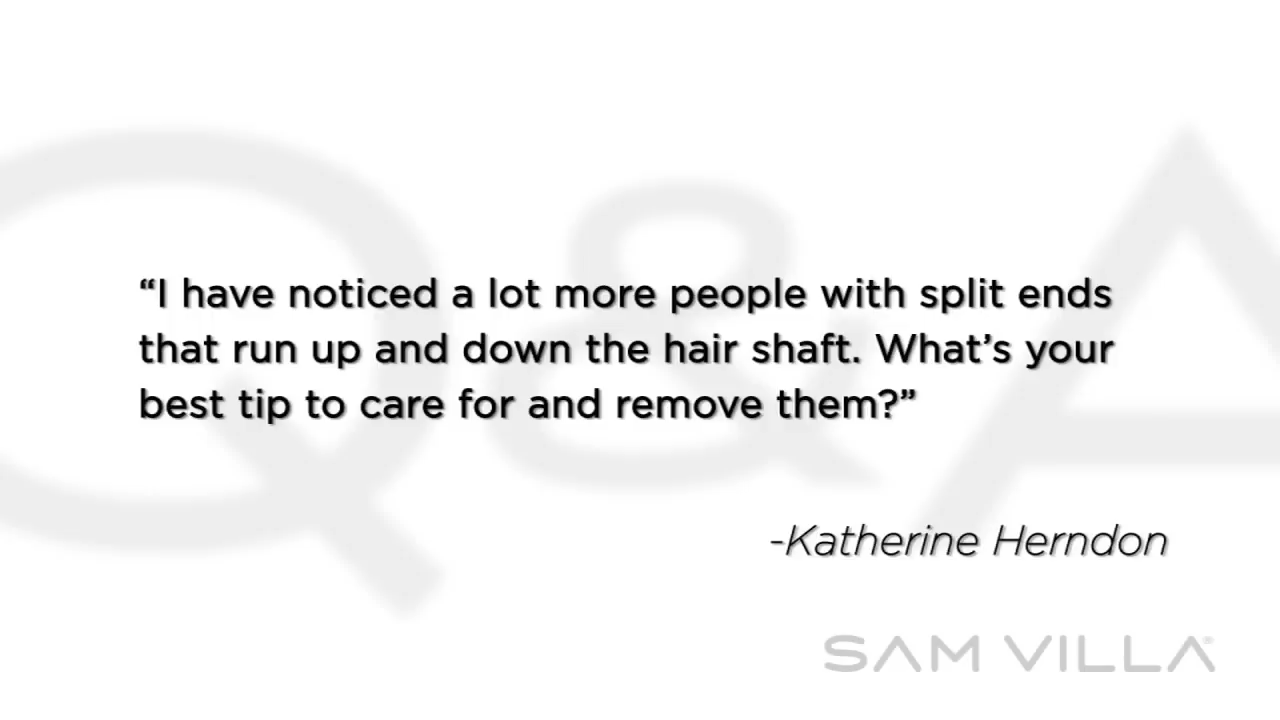 Q&A
“I have noticed a lot more people with split ends
that run up and down the hair shaft. What’s your
best tip to care for and remove them?”
-Katherine Herndon
SAM VILLA®